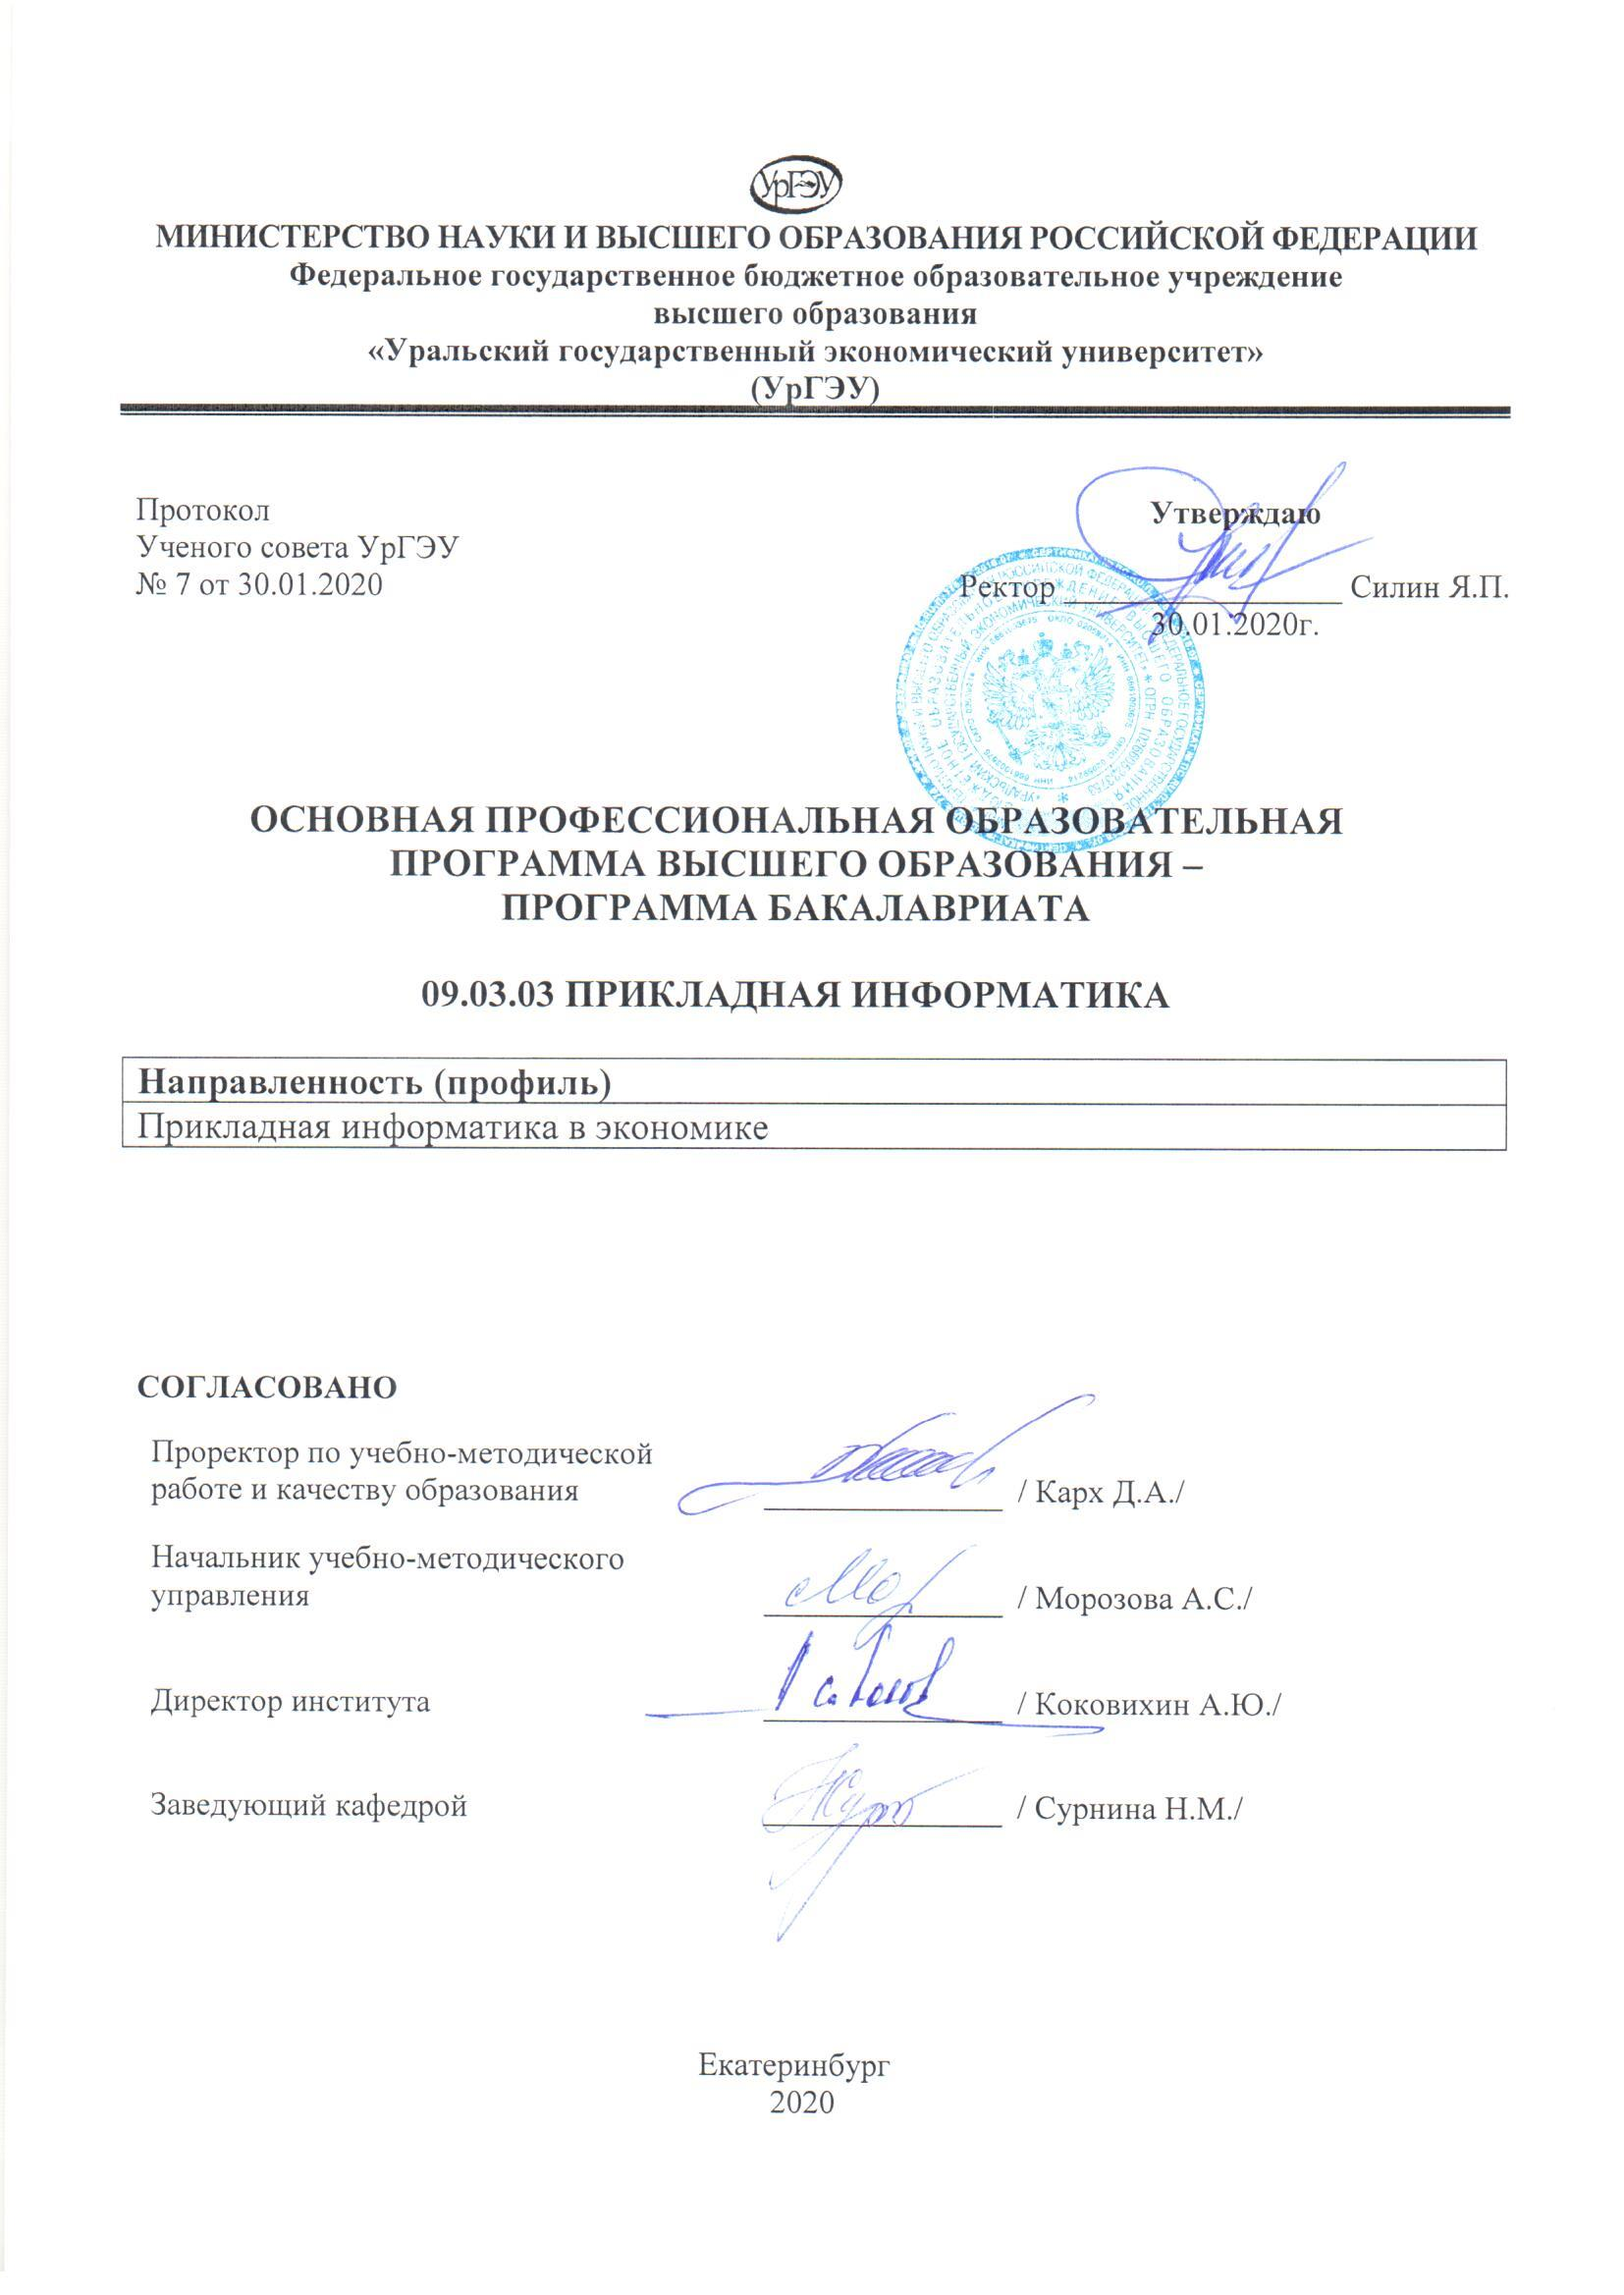 УрГЭУ
МИНИСТЕРСТВО НАУКИ И ВЫСШЕГО ОБРАЗОВАНИЯ РОССИЙСКОЙ ФЕДЕРАЦИИ
Федеральное государственное бюджетное образовательное учреждение
высшего образования
«Уральский государственный экономический университет»
(УрГЭУ)
Протокол
Ученого совета УрГЭУ
№ 7 от 30.01.2020
Утверждаю
Ректор Силин Я.П.
30.01.2020г.
ОСНОВНАЯ ПРОФЕССИОНАЛЬНАЯ ОБРАЗОВАТЕЛЬНАЯ
ПРОГРАММА ВЫСШЕГО ОБРАЗОВАНИЯ –
ПРОГРАММА БАКАЛАВРИАТА
09.03.03 ПРИКЛАДНАЯ ИНФОРМАТИКА
Направленность (профиль)
Прикладная информатика в экономике
СОГЛАСОВАНО
Проректор по учебно-методической
работе и качеству образования / Карх Д.А./
Начальник учебно-методического
управления / Морозова А.С./
Директор института / Коковихин А.Ю./
Заведующий кафедрой / Сурнина Н.М./
Екатеринбург
2020